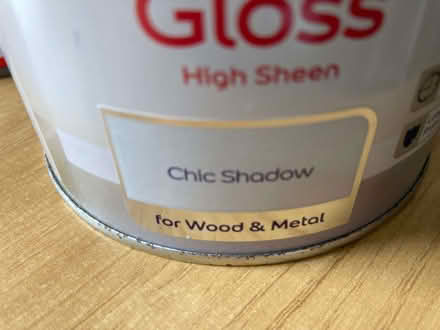 Gloss
High Sheen
Chic Shadow
for Wood & Metal